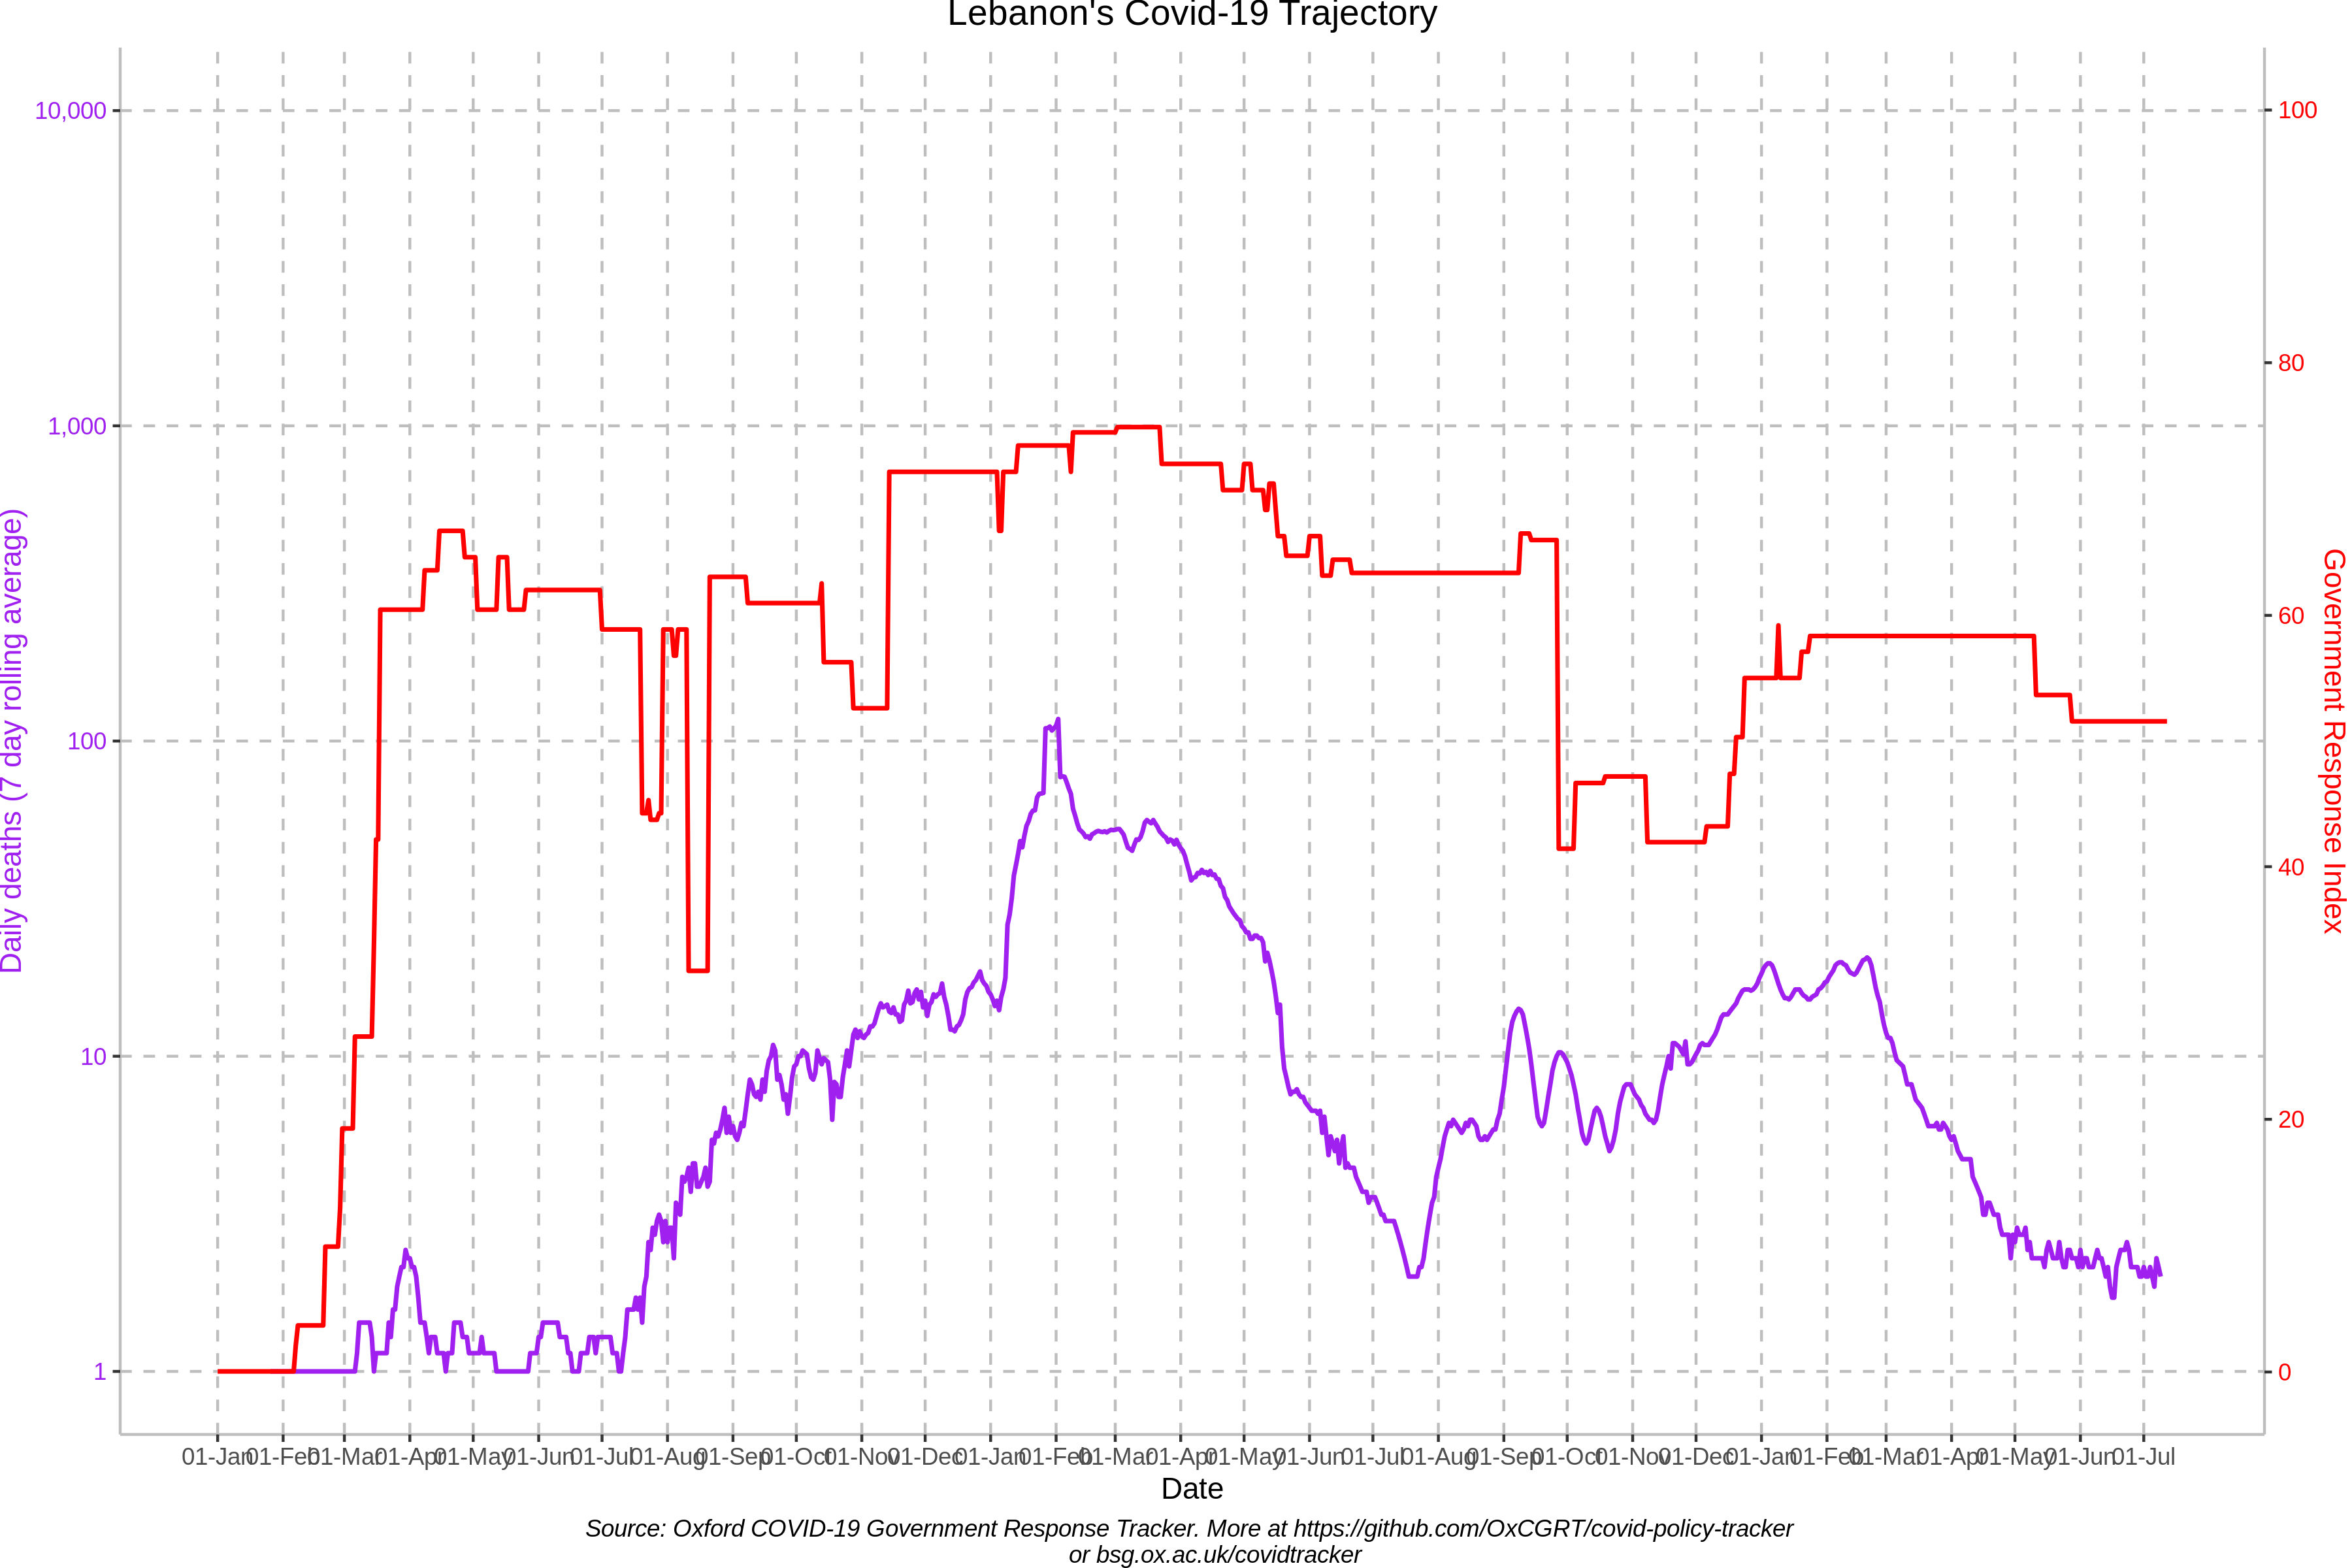 Lebanon's Covid-19 Trajectory
10,000
1,000
100
10
1
Daily deaths (7 day rolling average)
100
80
60
40
20
0
Government Response Index
01-Jan 01-Feb 01-Mar 01-Apr 01-May 01-Jun 01-Jul 01-Aug 01-Sep 01-Oct 01-Nov 01-Dec 01-Jan 01-Feb 01-Mar 01-Apr 01-May 01-Jun 01-Jul 01-Aug 01-Sep 01-Oct 01-Nov 01-Dec 01-Jan 01-Feb 01-Mar 01-Apr 01-May 01-Jun 01-Jul
Date
Source: Oxford COVID-19 Government Response Tracker. More at https://github.com/OxCGRT/covid-policy-tracker
or bsg.ox.ac.uk/covidtracker